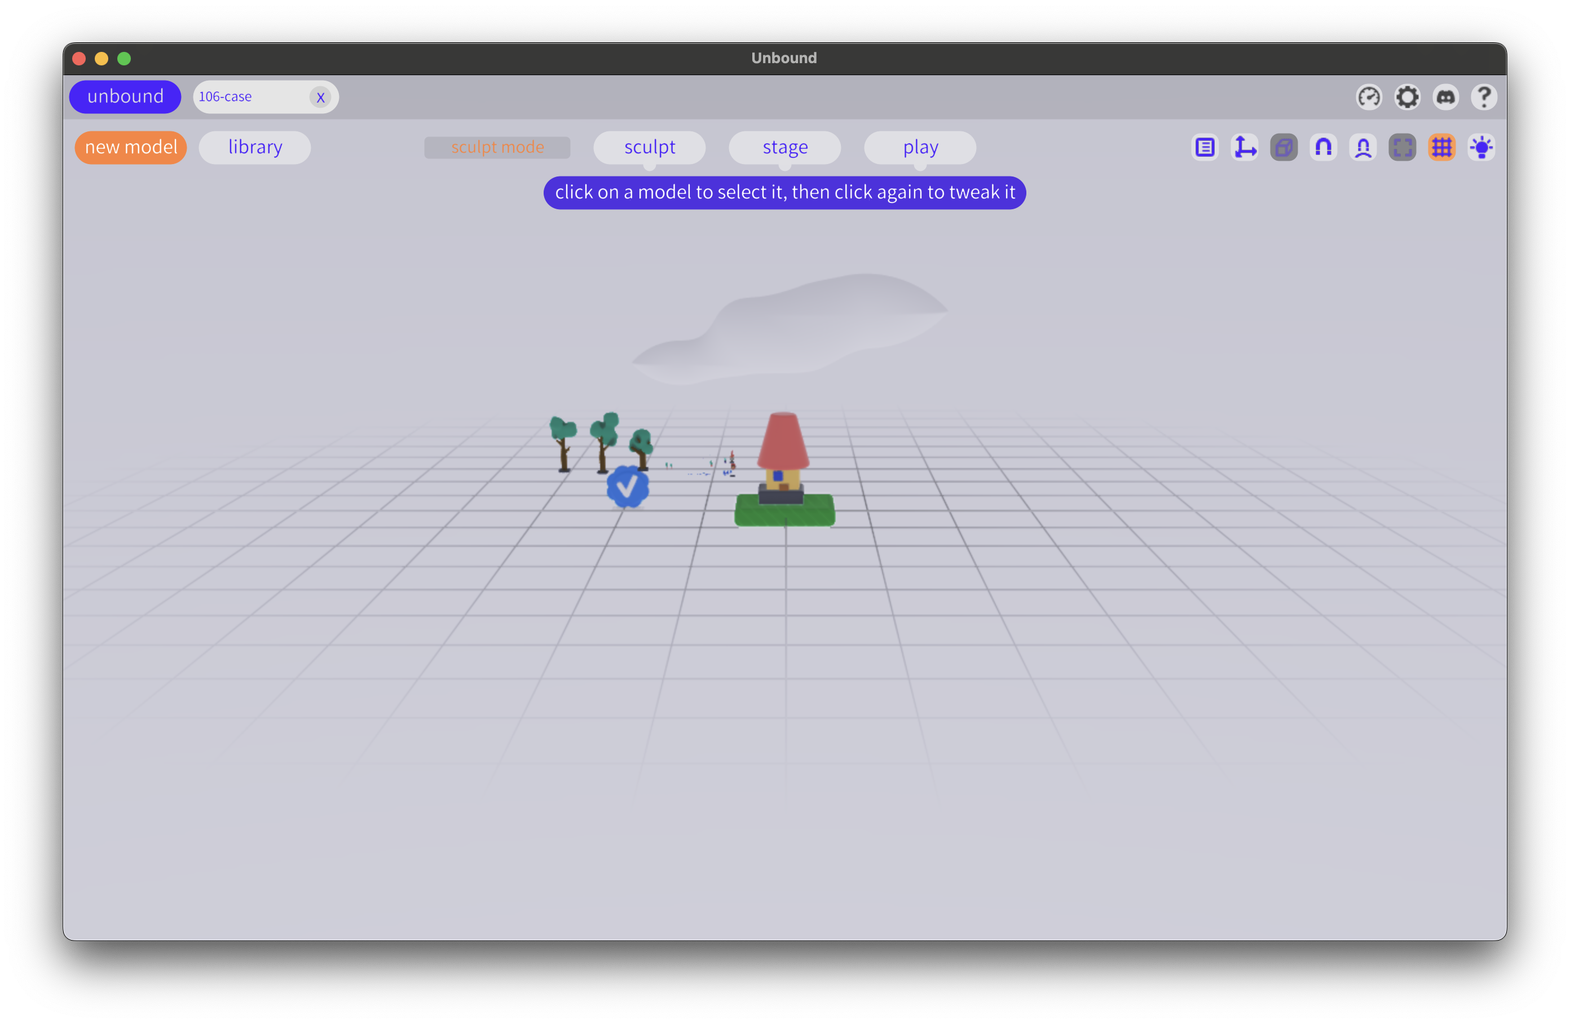 Unbound
unbound
106-case
X
new model
library
sculpt mode
sculpt
stage
play
?
click on a model to select it, then click again to tweak it